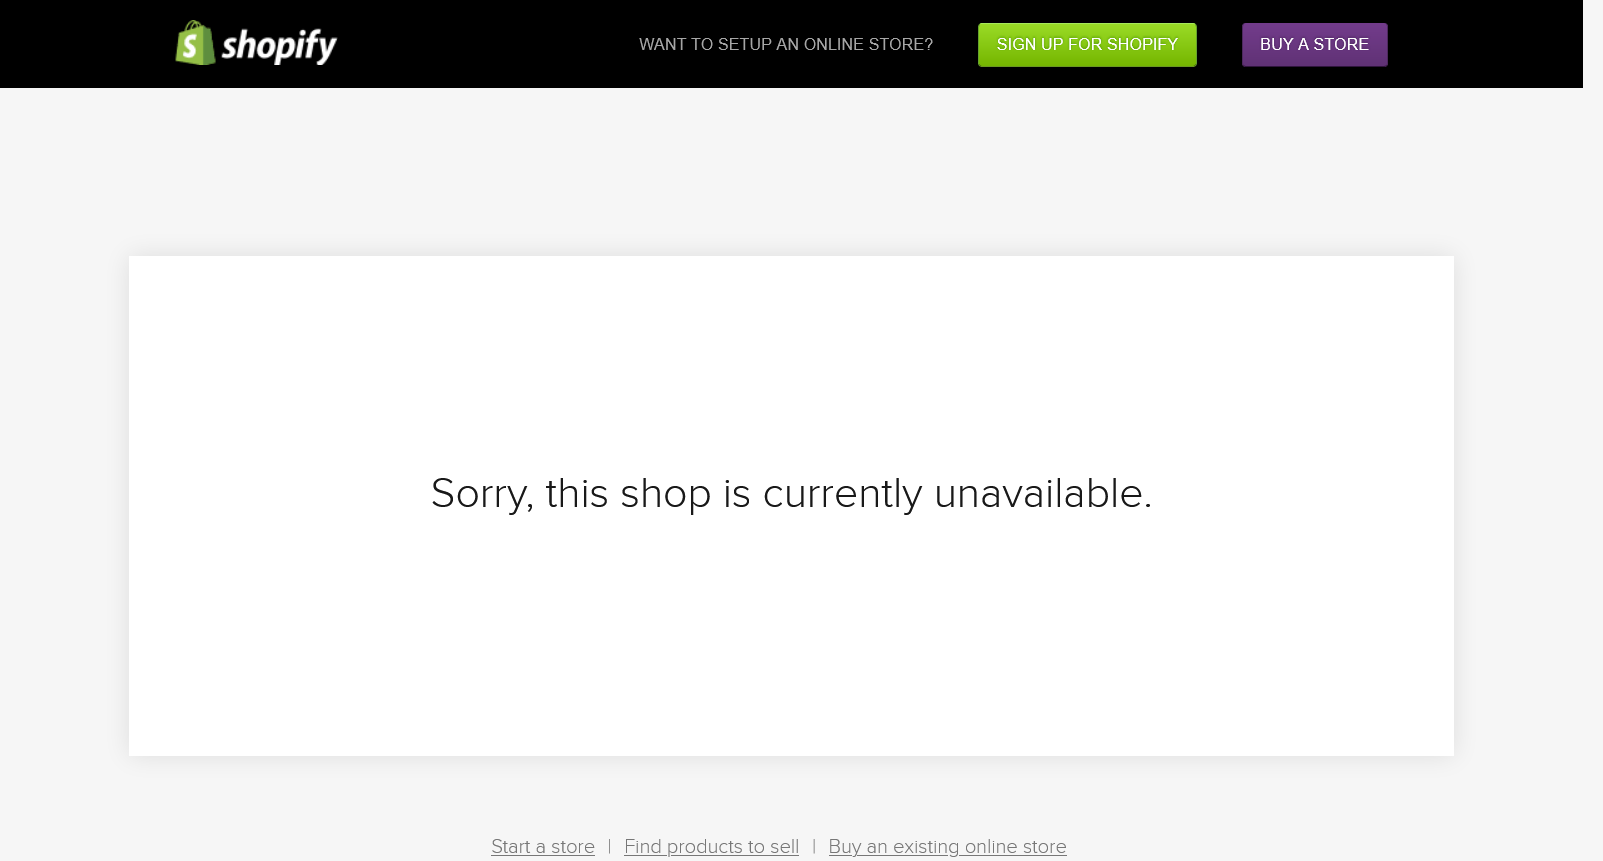 shopify WANT TO SETUP AN ONLINE STORE? SIGN UP FOR SHOPIFY BUY A STORE
Sorry, this shop is currently unavailable.
Start a store | Find products to sell | Buy an existing online store